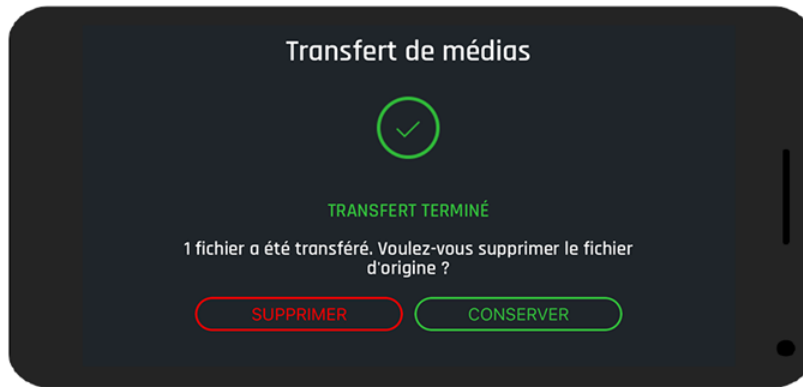 Transfert de médias
TRANSFERT TERMINÉ
1 fichier a été transféré. Voulez-vous supprimer le fichier
d'origine ?
SUPPRIMER
CONSERVER